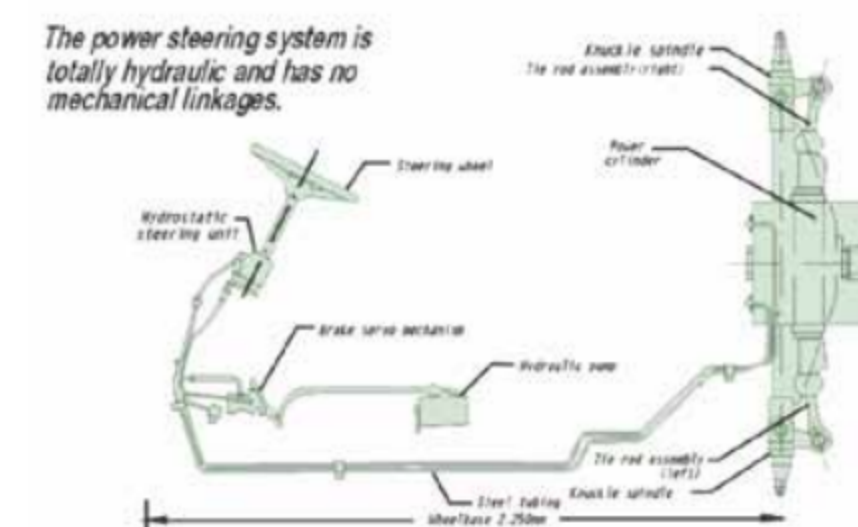 The power steering system is
totally hydraulic and has no
mechanical linkages.
Knuckle spindle
Tie rod assembly(right)
Power
cylinder
Steering wheel
Hydrostatic
steering unit
Brake servo mechanism
Hydraulic pump
Tie rod assembly
(left)
Steel tubing
Knuckle spindle
Wheelbase 2.250mm